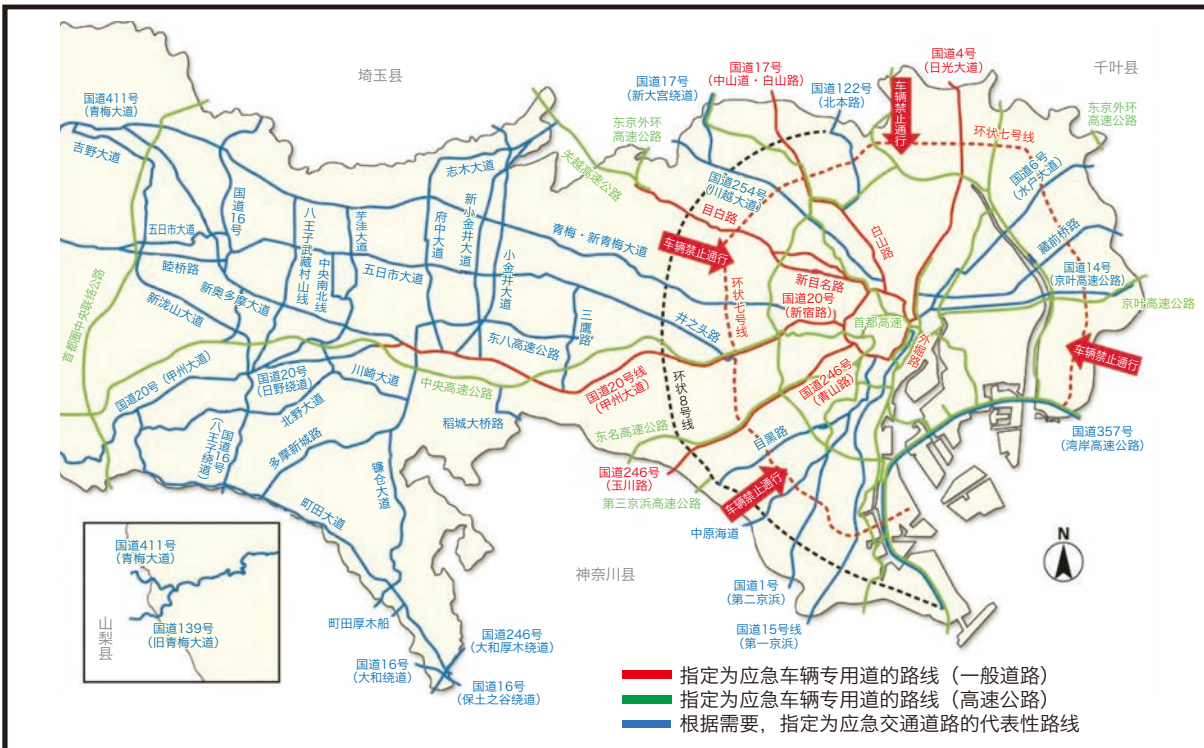 埼玉县
千叶县
神奈川县
山梨县
国道411号
（青梅大道）
吉野大道
国道16号
五日市大道
睦桥路
新泷山大道
新奥多摩大道
首都圈中央联络公路
八王子武藏村山线
中央南北线
芋洼大道
五日市大道
府中大道
志木大道
新小金井大道
小金井大道
青梅・新青梅大道
三鹰路
井之头路
东八高速公路
国道20号（甲州大道）
国道20号
（日野绕道）
川崎大道
北野大道
多摩新城路
国道16号
（八王子绕道）
中央高速公路
稻城大桥路
镰仓大道
町田大道
町田厚木船
国道246号
（大和厚木绕道）
国道16号
（大和绕道）
国道16号
（保土之谷绕道）
国道411号
（青梅大道）
国道139号
（旧青梅大道）
关越高速公路
东京外环
高速公路
国道17号
（新大宫绕道）
国道17号
（中山道・白山路）
国道122号
（北本路）
国道4号
（日光大道）
车辆禁止通行
环状七号线
东京外环
高速公路
国道6号
（水户大道）
藏前桥路
国道14号
（京叶高速公路）
京叶高速公路
国道254号
（川越大道）
目白路
白山路
车辆禁止通行
环状七号线
新目名路
国道20号
（新宿路）
首都高速
外堀路
国道246号
（青山路）
国道20号线
（甲州大道）
环状8号线
东名高速公路
目黑路
国道246号
（玉川路）
第三京浜高速公路
车辆禁止通行
中原海道
国道1号
（第二京浜）
国道15号线
（第一京浜）
车辆禁止通行
国道357号
（湾岸高速公路）
N
指定为应急车辆专用道的路线（一般道路）
指定为应急车辆专用道的路线（高速公路）
根据需要，指定为应急交通道路的代表性路线